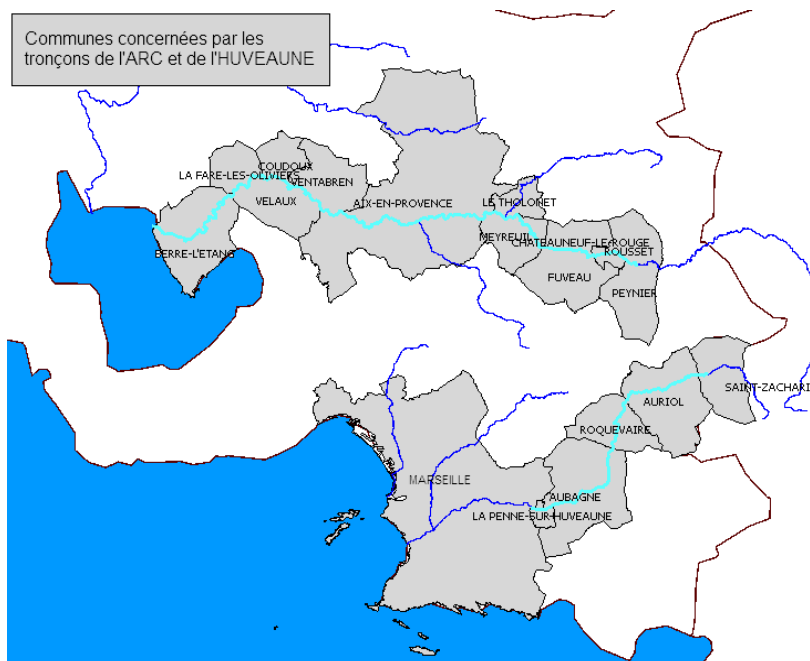 Communes concernées par les
tronçons de l'ARC et de l'HUVEAUNE
COUDOUX
LA FARE-LES-OLIVIERS
VENTABREN
VELAUX
AIX-EN-PROVENCE
LE THOLONET
BERRE-L'ETANG
MEYREUIL
CHATEAUNEUF-LE-ROUGE
ROUSSET
FUVEAU
PEYNIER
SAINT-ZACHARI
AURIOL
ROQUEVAIRE
MARSEILLE
AUBAGNE
LA PENNE-SUR-HUVEAUNE